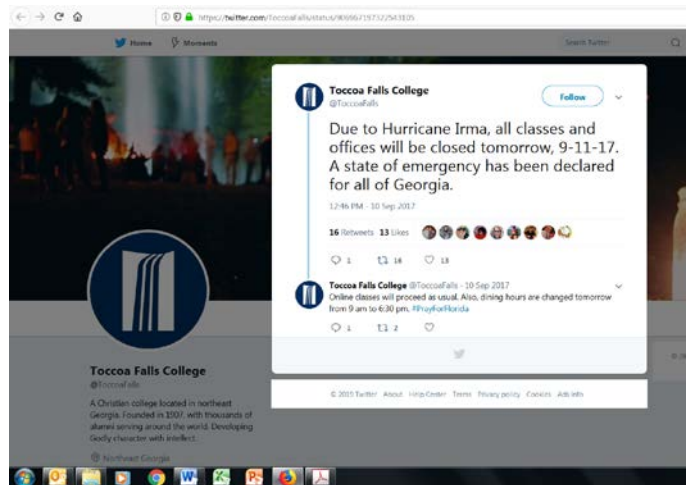 https://twitter.com/ToccoaFalls/status/906967197322543105
Home Moments Search Twitter
Toccoa Falls College
@ToccoaFalls
Follow
Due to Hurricane Irma, all classes and
offices will be closed tomorrow, 9-11-17.
A state of emergency has been declared
for all of Georgia.
12:46 PM - 10 Sep 2017
16 Retweets 13 Likes
1 16 13
Toccoa Falls College @ToccoaFalls · 10 Sep 2017
Online classes will proceed as usual. Also, dining hours are changed tomorrow
from 9 am to 6:30 pm. #PrayForFlorida
1 2
© 2019 Twitter About Help Center Terms Privacy policy Cookies Ads info
Toccoa Falls College
@ToccoaFalls
A Christian college located in northeast
Georgia. Founded in 1907, with thousands of
alumni serving around the world. Developing
Godly character with intellect.
Northeast Georgia